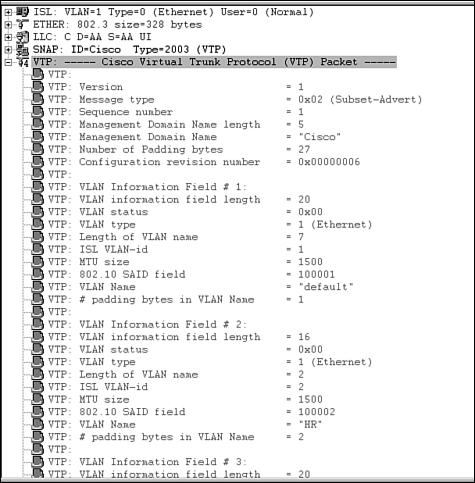 ISL: VLAN=1 Type=0 (Ethernet) User=0 (Normal)
ETHER: 802.3 size=328 bytes
LLC: C D=AA S=AA UI
SNAP: ID=Cisco Type=2003 (VTP)
VTP: ----- Cisco Virtual Trunk Protocol (VTP) Packet -----
VTP:
VTP: Version = 1
VTP: Message type = 0x02 (Subset-Advert)
VTP: Sequence number = 1
VTP: Management Domain Name length = 5
VTP: Management Domain Name = "Cisco"
VTP: Number of Padding bytes = 27
VTP: Configuration revision number = 0x00000006
VTP:
VTP: VLAN Information Field # 1:
VTP: VLAN information field length = 20
VTP: VLAN status = 0x00
VTP: VLAN type = 1 (Ethernet)
VTP: Length of VLAN name = 7
VTP: ISL VLAN-id = 1
VTP: MTU size = 1500
VTP: 802.10 SAID field = 100001
VTP: VLAN Name = "default"
VTP: # padding bytes in VLAN Name = 1
VTP:
VTP: VLAN Information Field # 2:
VTP: VLAN information field length = 16
VTP: VLAN status = 0x00
VTP: VLAN type = 1 (Ethernet)
VTP: Length of VLAN name = 2
VTP: ISL VLAN-id = 2
VTP: MTU size = 1500
VTP: 802.10 SAID field = 100002
VTP: VLAN Name = "HR"
VTP: # padding bytes in VLAN Name = 2
VTP:
VTP: VLAN Information Field # 3:
VTP: VLAN information field length = 20